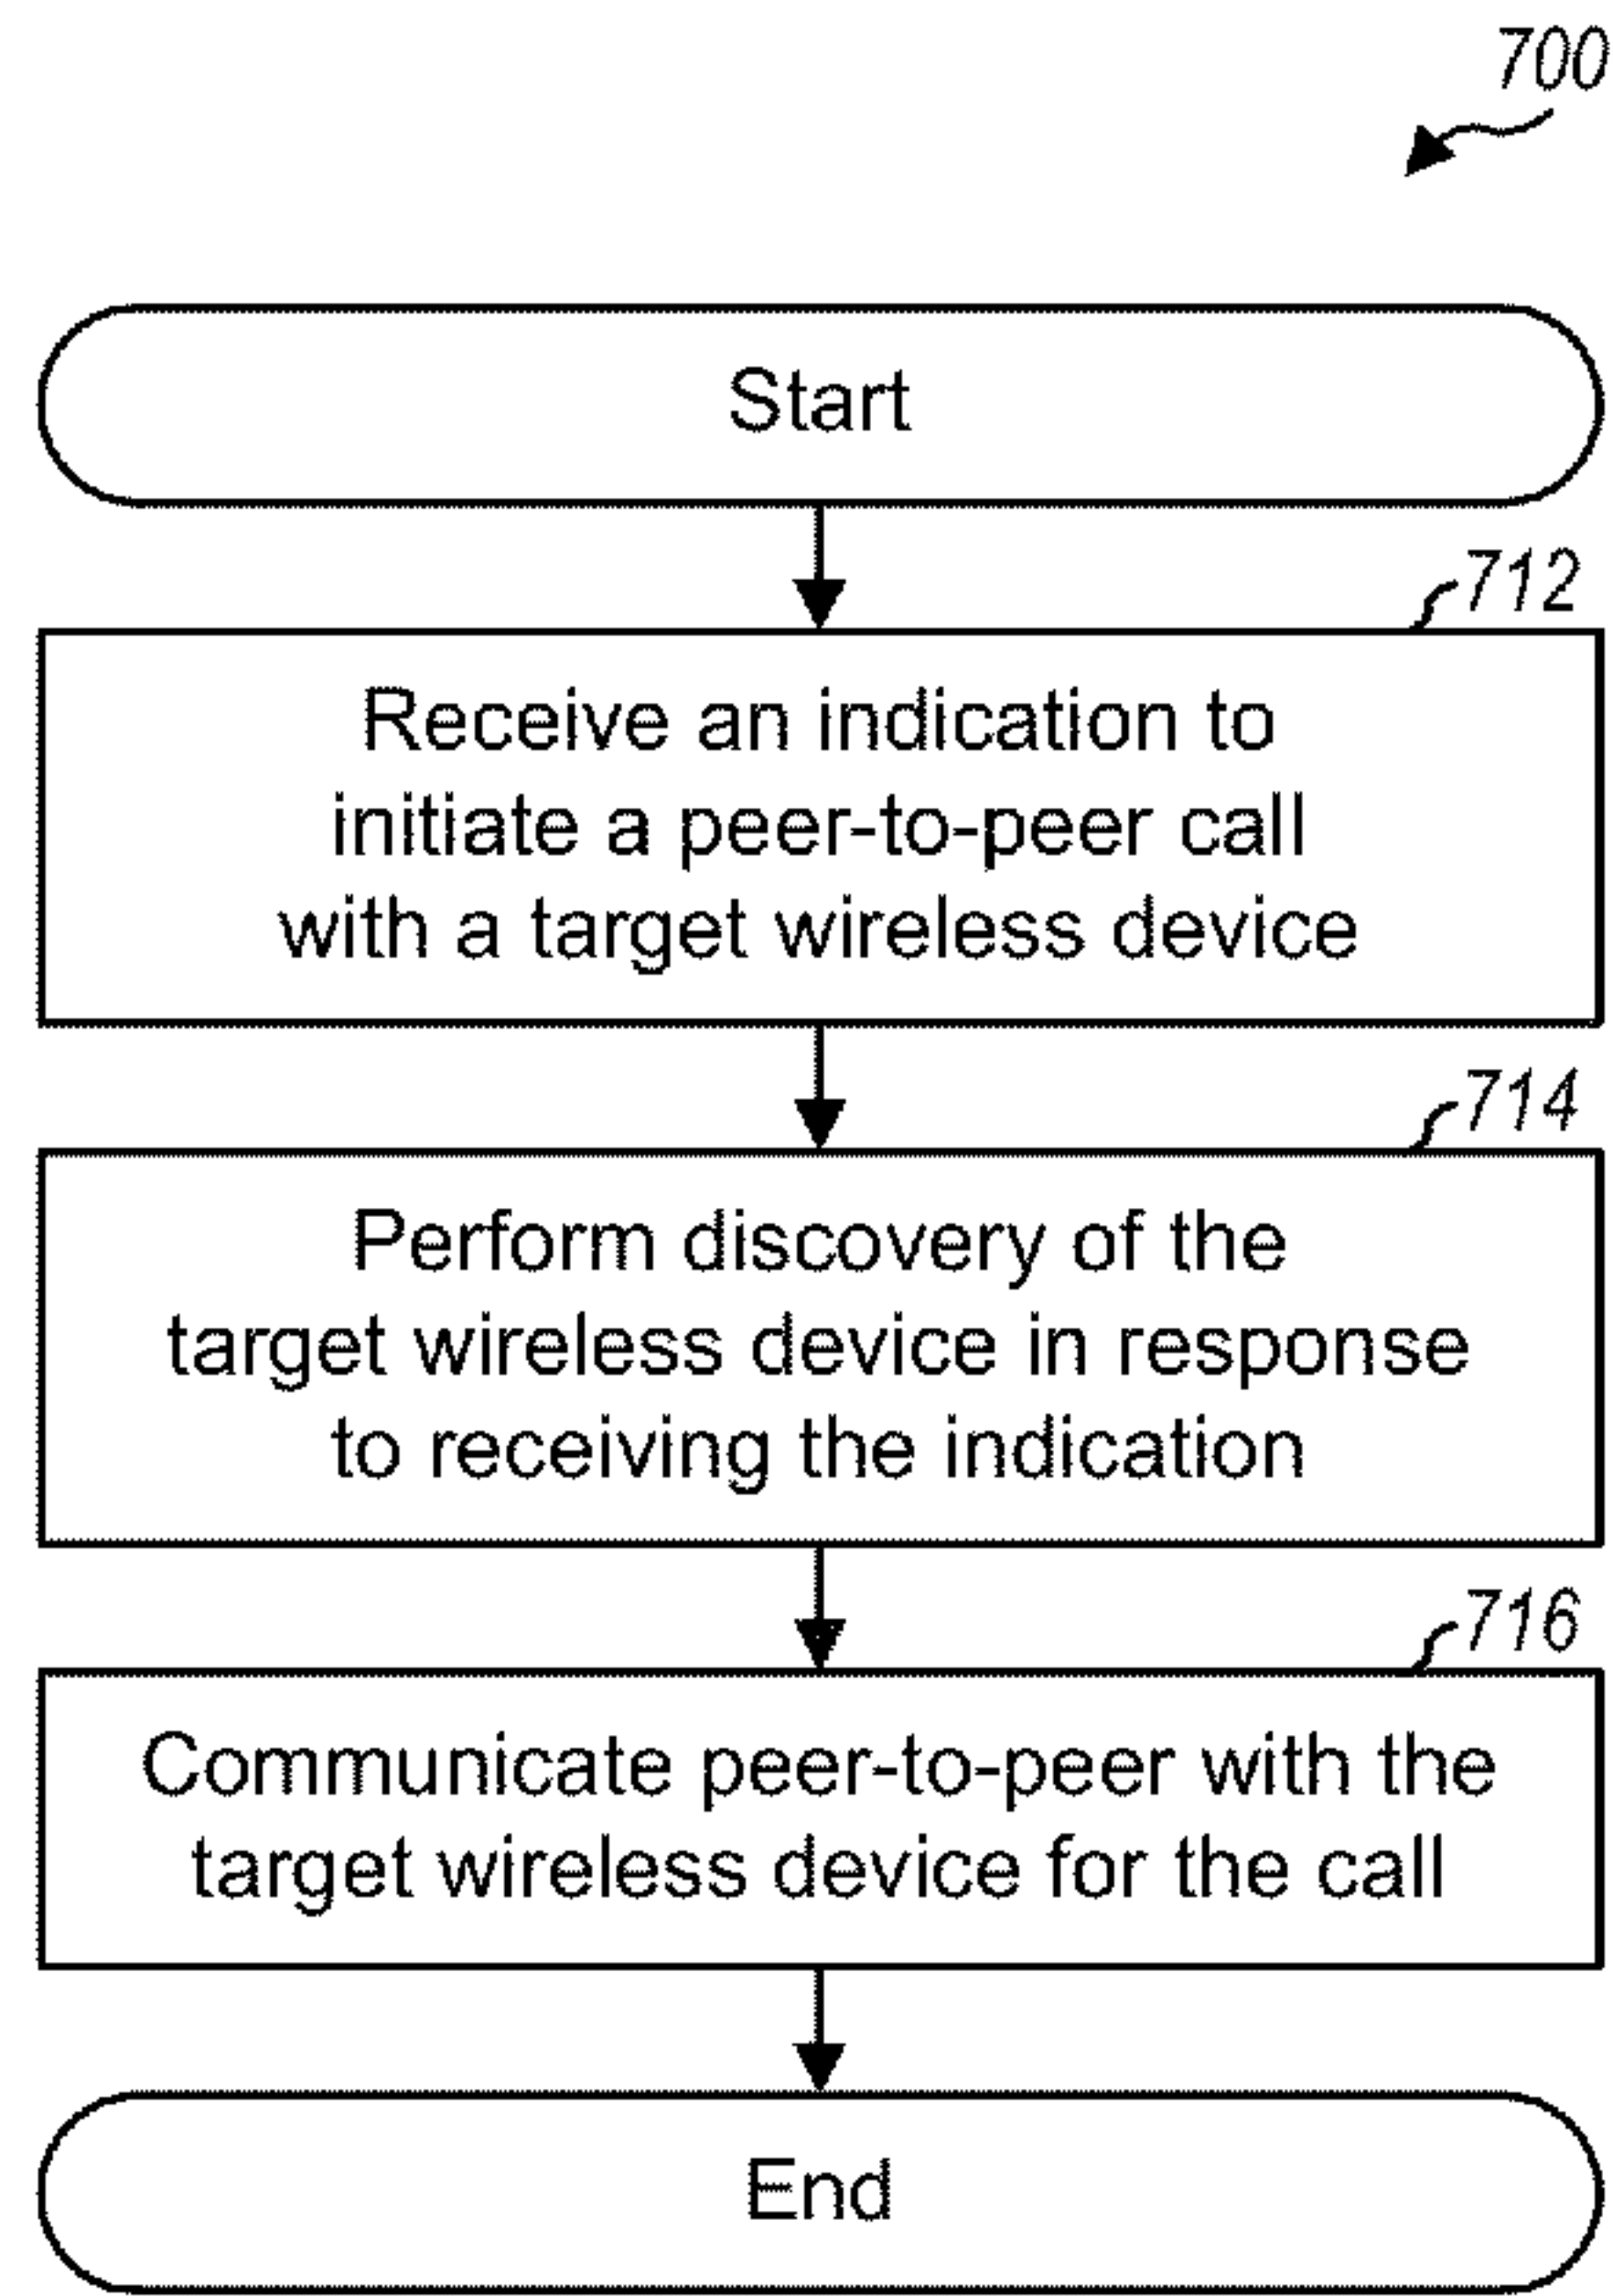 700
Start
712
Receive an indication to
initiate a peer-to-peer call
with a target wireless device
714
Perform discovery of the
target wireless device in response
to receiving the indication
716
Communicate peer-to-peer with the
target wireless device for the call
End